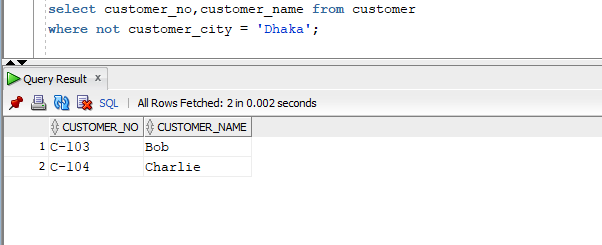 select customer_no,customer_name from customer
where not customer_city = 'Dhaka';
Query Result x
SQL | All Rows Fetched: 2 in 0.002 seconds
CUSTOMER_NO CUSTOMER_NAME
1 C-103 Bob
2 C-104 Charlie